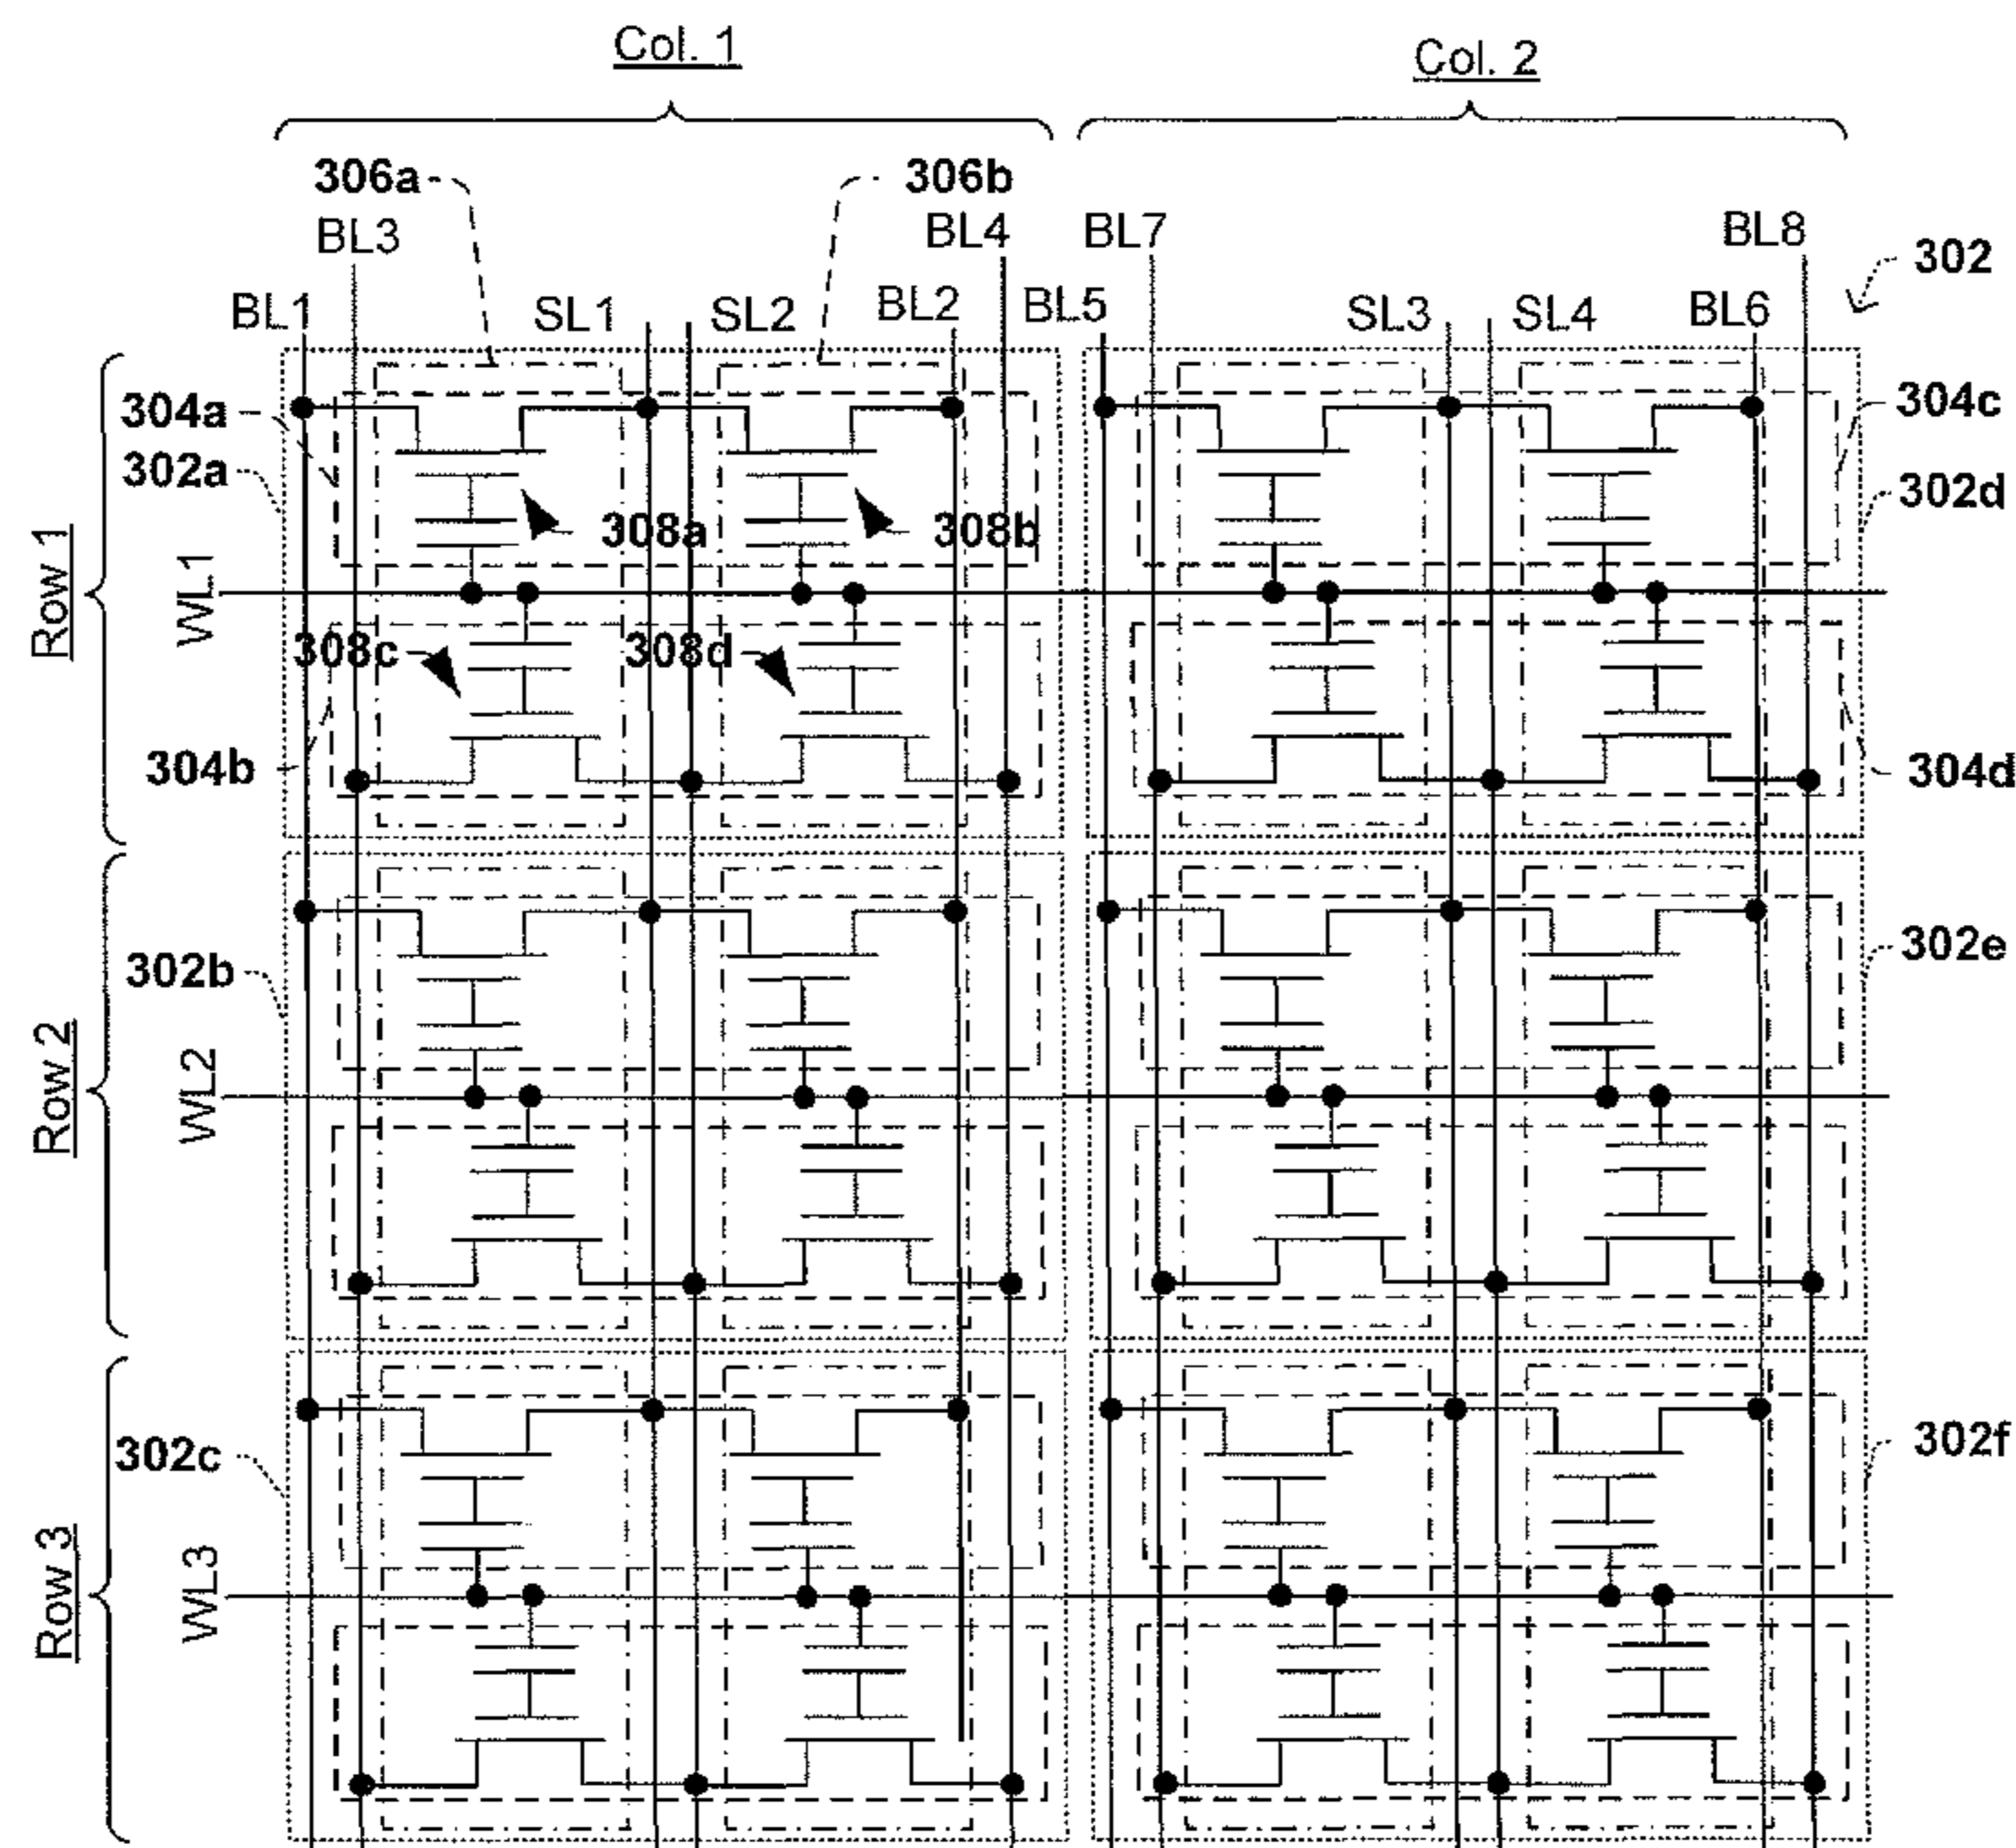 Col. 1 Col. 2
306a 306b
BL3 BL4 BL7 BL8 302
BL1 SL1 SL2 BL2 BL5 SL3 SL4 BL6
304a 304c
302a 302d
308a 308b
Row 1 WL1
308c 308d
304b 304d
302b 302e
Row 2 WL2
302c 302f
Row 3 WL3